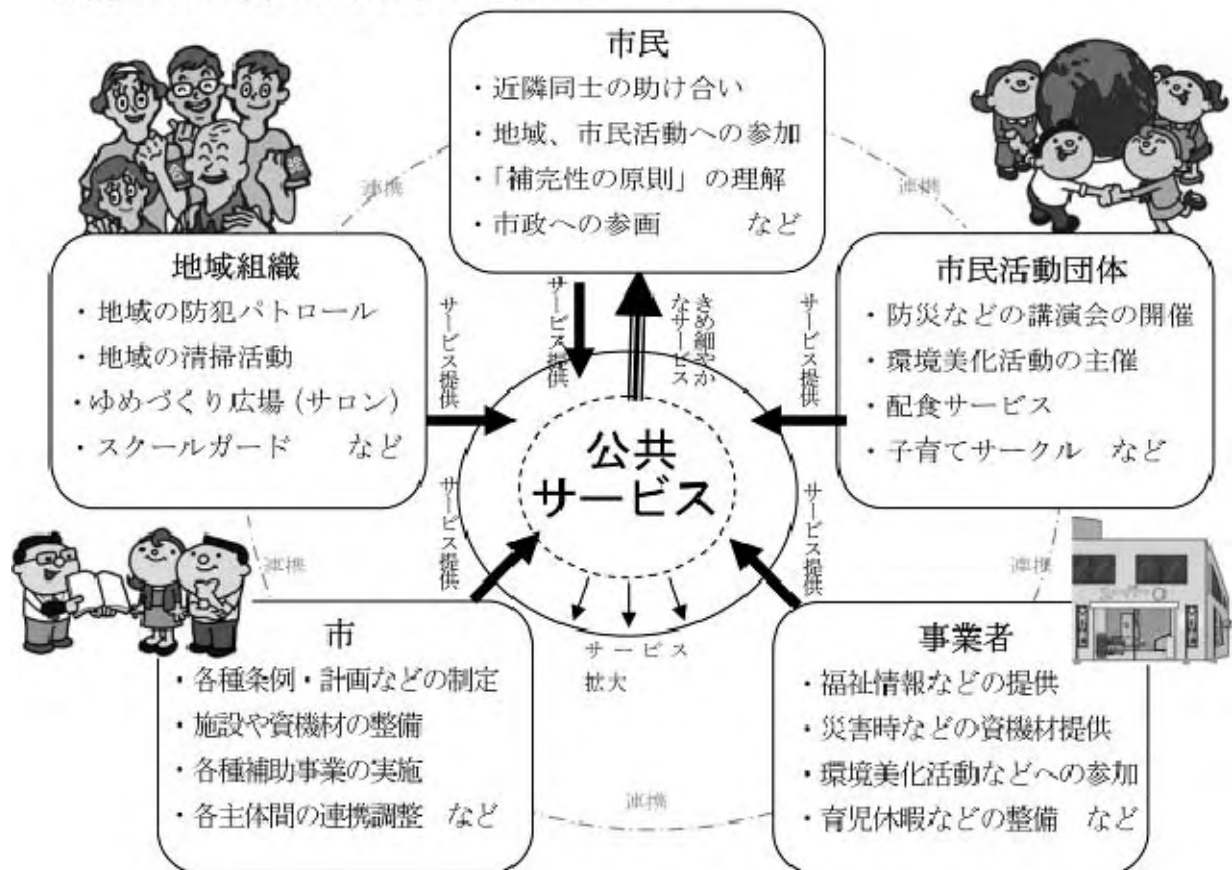 市民
・近隣同士の助け合い
・地域、市民活動への参加
・「補完性の原則」の理解
・市政への参画　など
連携
連携
地域組織
・地域の防犯パトロール
・地域の清掃活動
・ゆめづくり広場（サロン）
・スクールガード　など
サービス提供
サービス提供
きめ細やか
なサービス
サービス提供
市民活動団体
・防災などの講演会の開催
・環境美化活動の主催
・配食サービス
・子育てサークル　など
公共
サービス
サービス提供
サービス提供
連携
連携
サービス
拡大
市
・各種条例・計画などの制定
・施設や資機材の整備
・各種補助事業の実施
・各主体間の連携調整　など
連携
事業者
・福祉情報などの提供
・災害時などの資機材提供
・環境美化活動などへの参加
・育児休暇などの整備　など